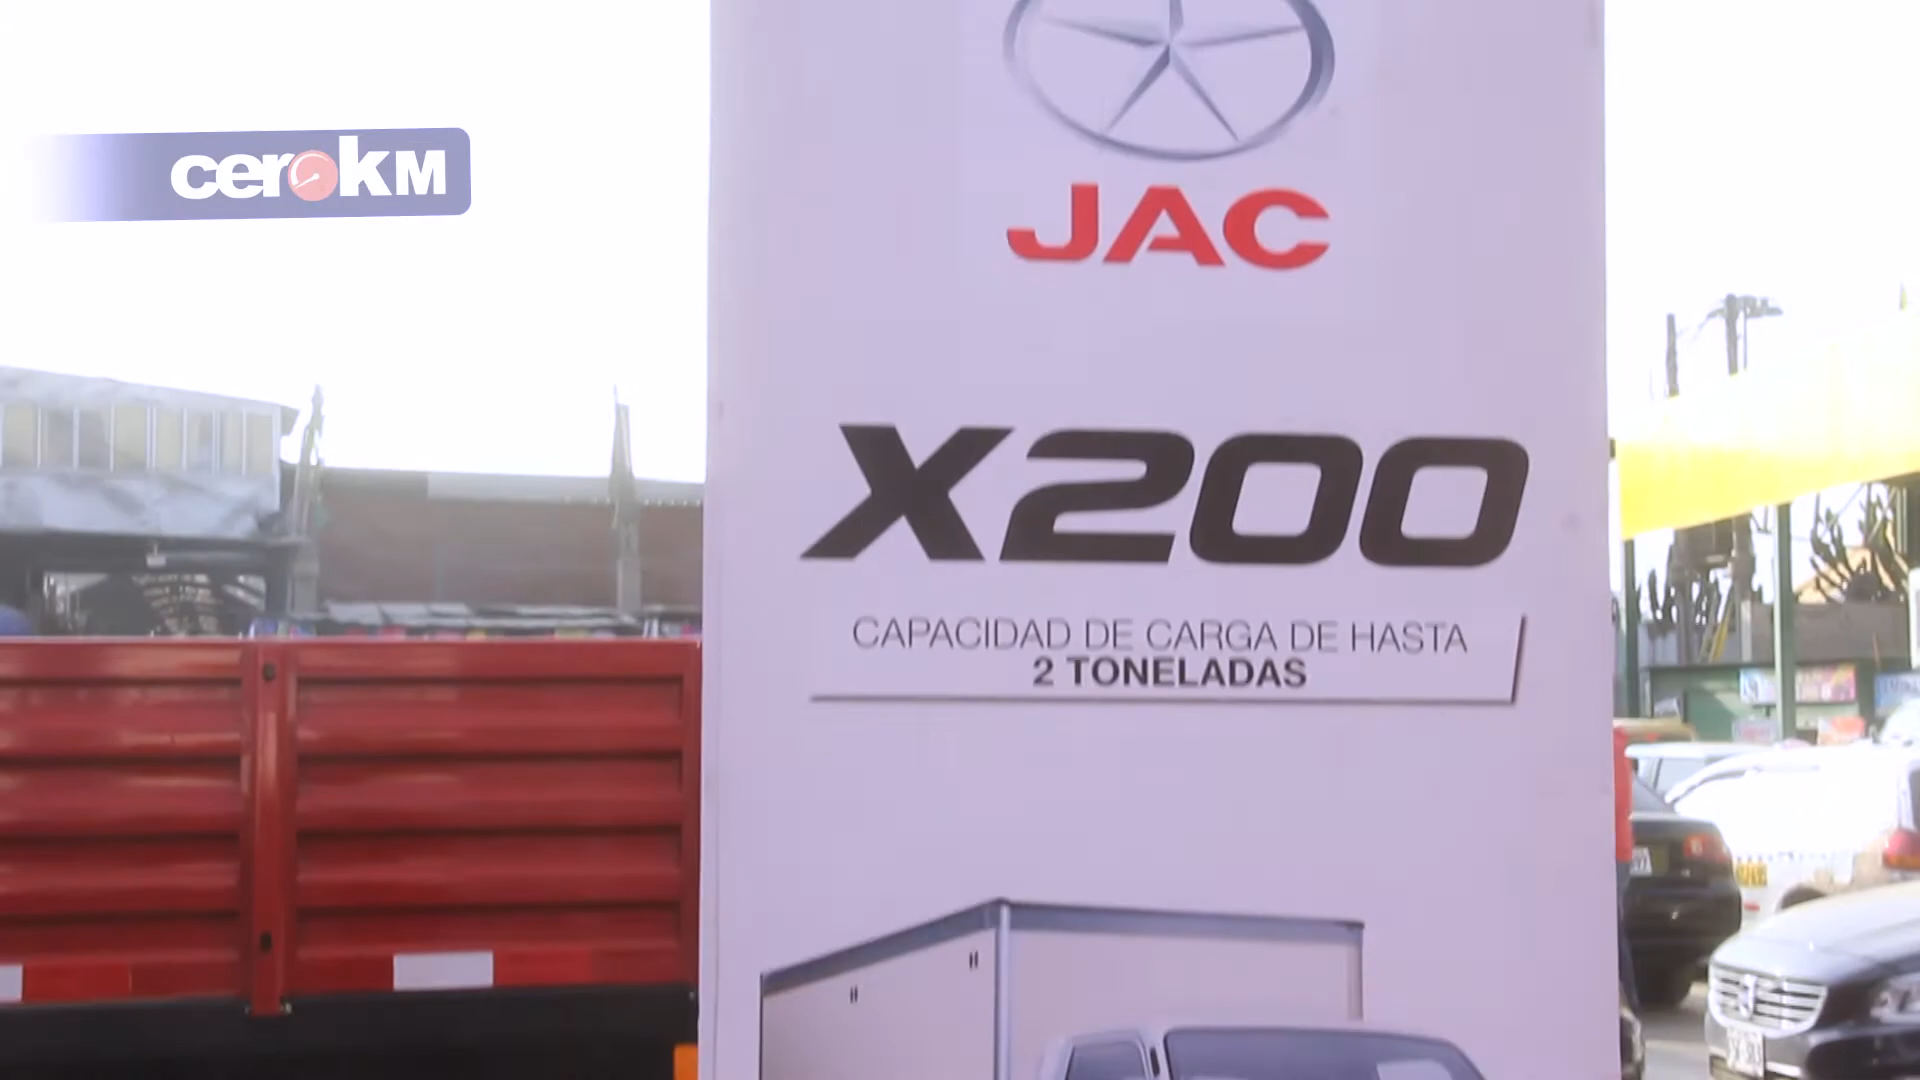 cerokm
JAC
X200
CAPACIDAD DE CARGA DE HASTA
2 TONELADAS